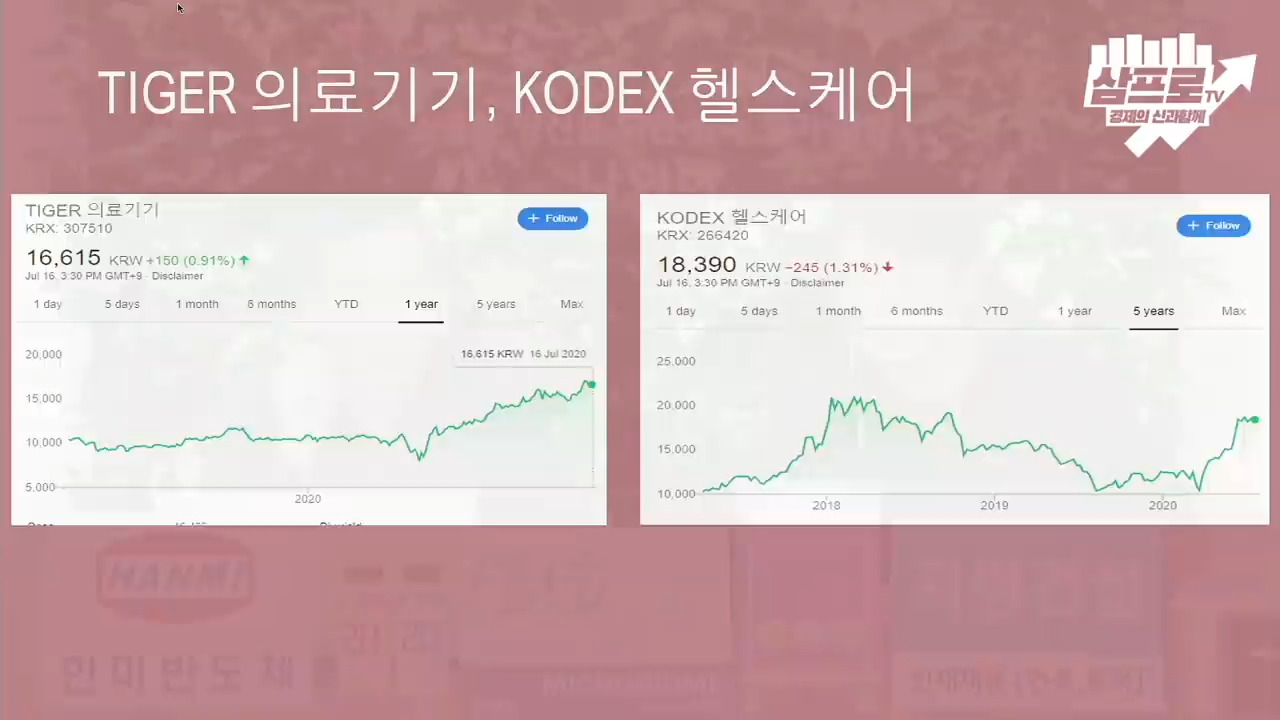 TIGER 의료기기, KODEX 헬스케어
삼프로TV
경제의 신과함께
TIGER 의료기기
KRX: 307510
+ Follow
16,615 KRW +150 (0.91%)
Jul 16, 3:30 PM GMT+9 · Disclaimer
1 day 5 days 1 month 6 months YTD 1 year 5 years Max
16,615 KRW 16 Jul 2020
20,000
15,000
10,000
5,000
2020
KODEX 헬스케어
KRX: 266420
+ Follow
18,390 KRW −245 (1.31%)
Jul 16, 3:30 PM GMT+9 · Disclaimer
1 day 5 days 1 month 6 months YTD 1 year 5 years Max
25,000
20,000
15,000
10,000
2018 2019 2020
HANMI
한미반도체